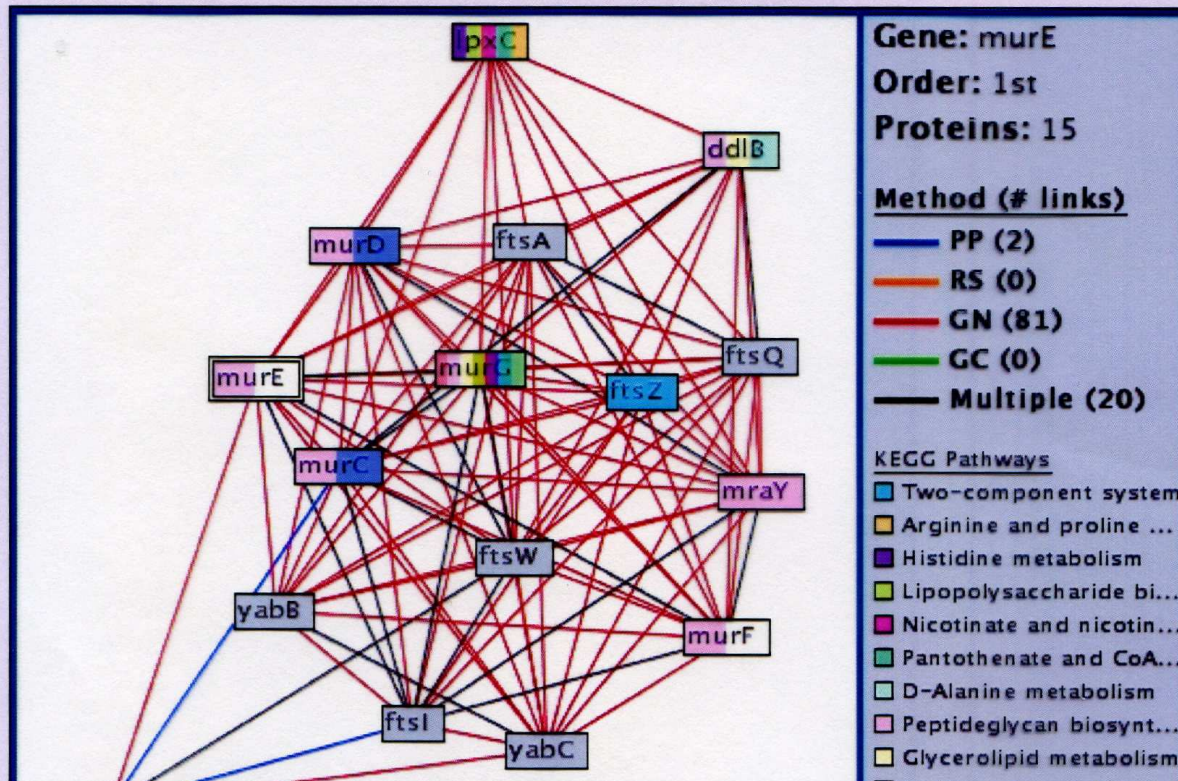 lpxC
ddlB
murD
ftsA
ftsQ
murE
murG
ftsZ
murC
mraY
ftsW
yabB
murF
ftsI
yabC
Gene: murE
Order: 1st
Proteins: 15
Method (# links)
PP (2)
RS (0)
GN (81)
GC (0)
Multiple (20)
KEGG Pathways
Two-component system
Arginine and proline ...
Histidine metabolism
Lipopolysaccharide bi...
Nicotinate and nicotin...
Pantothenate and CoA...
D-Alanine metabolism
Peptideglycan biosynt...
Glycerolipid metabolism